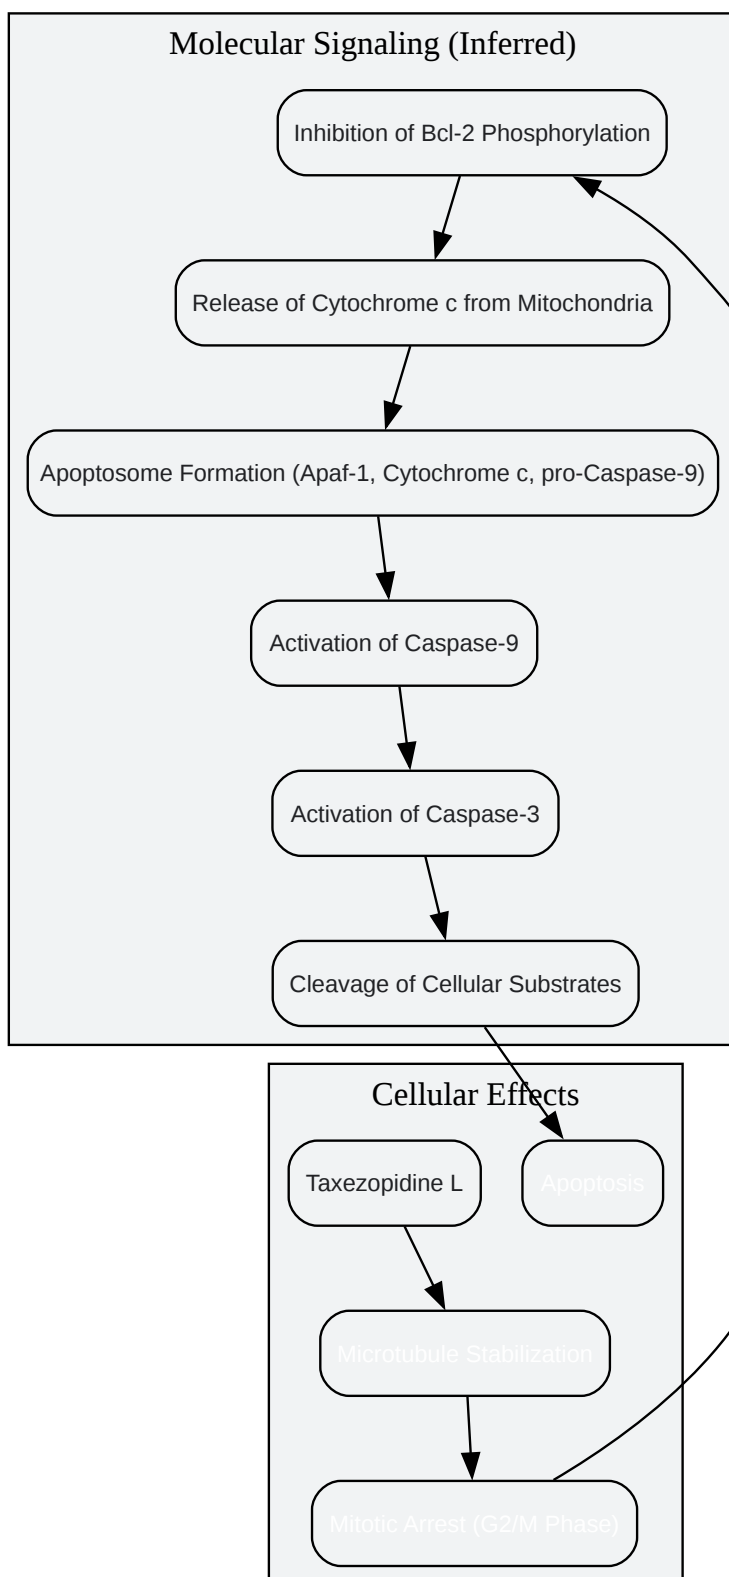 Molecular Signaling (Inferred)
Inhibition of Bcl-2 Phosphorylation
Release of Cytochrome c from Mitochondria
Apoptosome Formation (Apaf-1, Cytochrome c, pro-Caspase-9)
Activation of Caspase-9
Activation of Caspase-3
Cleavage of Cellular Substrates
Cellular Effects
Taxezopidine L
Apoptosis
Microtubule Stabilization
Mitotic Arrest (G2/M Phase)